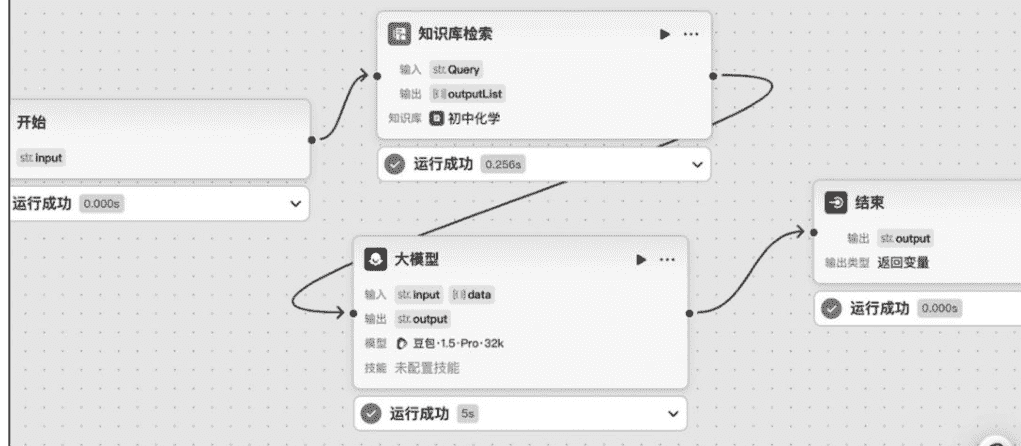 开始
str. input
运行成功 0.000s
知识库检索
输入 str. Query
输出 [≡] outputList
知识库 初中化学
运行成功 0.256s
大模型
输入 str. input [≡] data
输出 str. output
模型 豆包·1.5·Pro·32k
技能 未配置技能
运行成功 5s
结束
输出 str. output
输出类型 返回变量
运行成功 0.000s